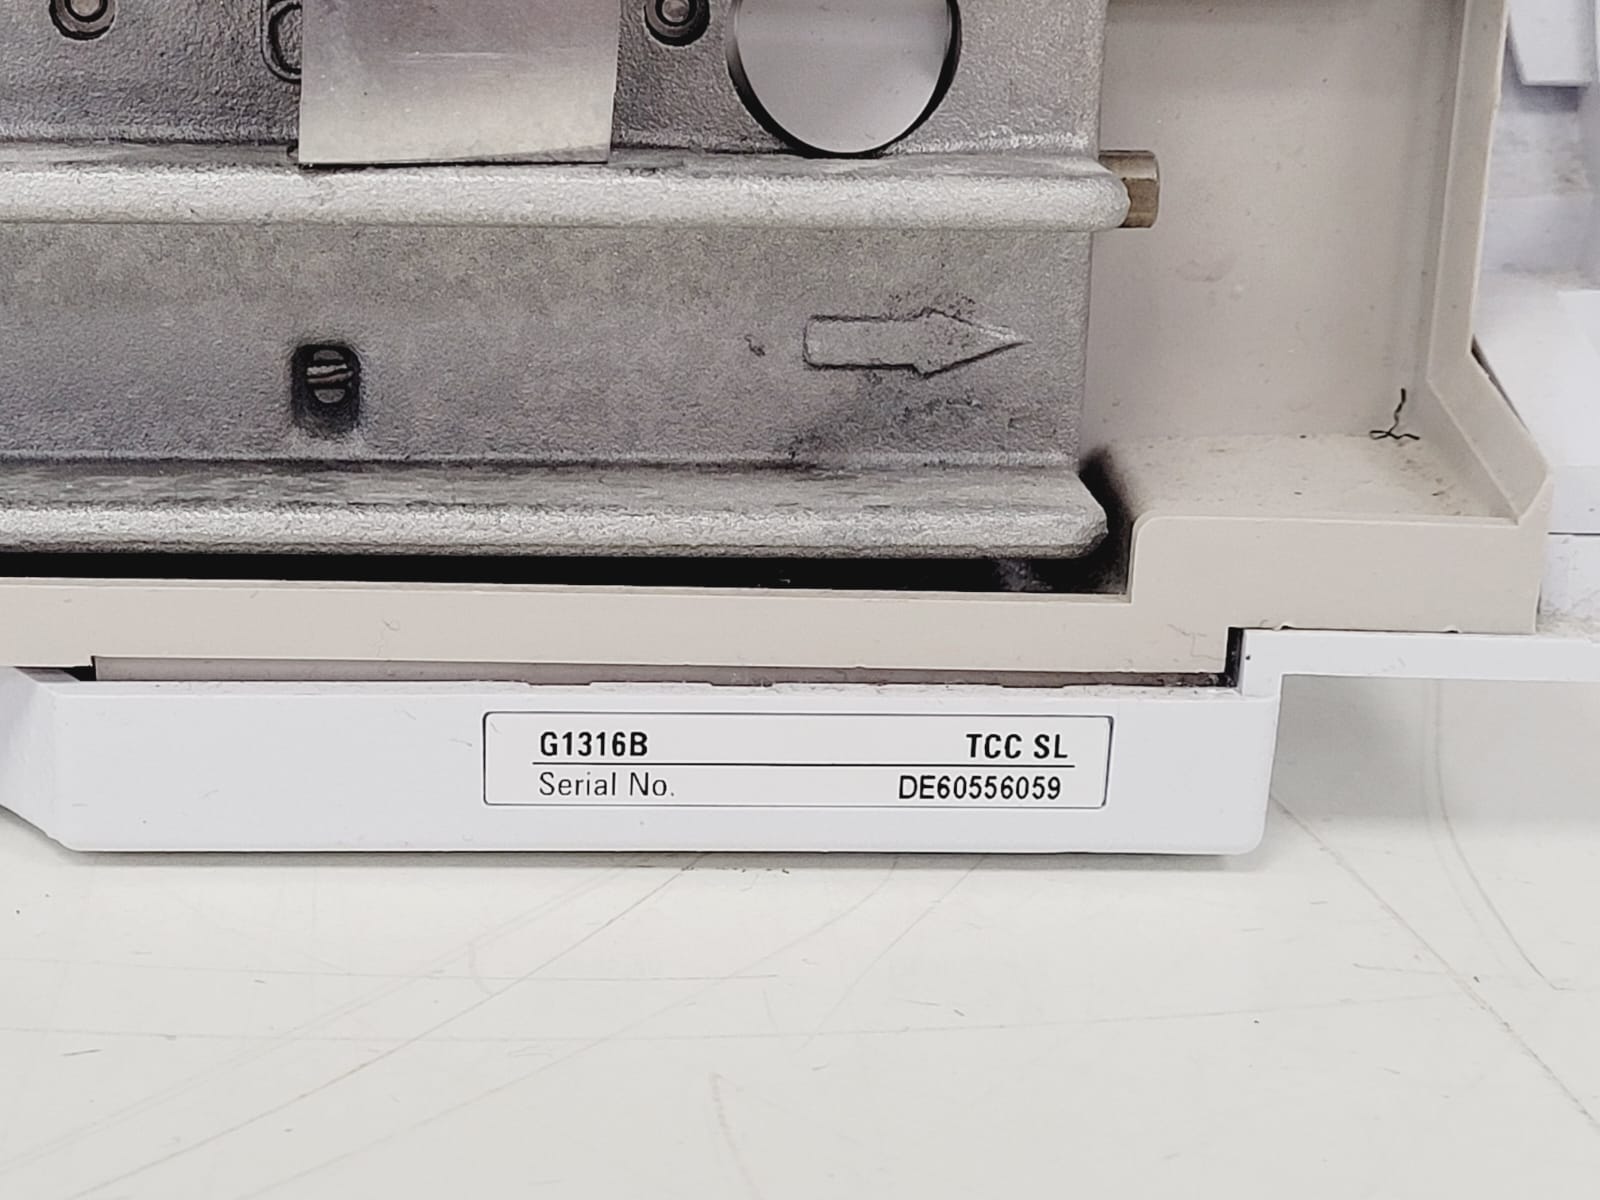 G1316B TCC SL
Serial No. DE60556059